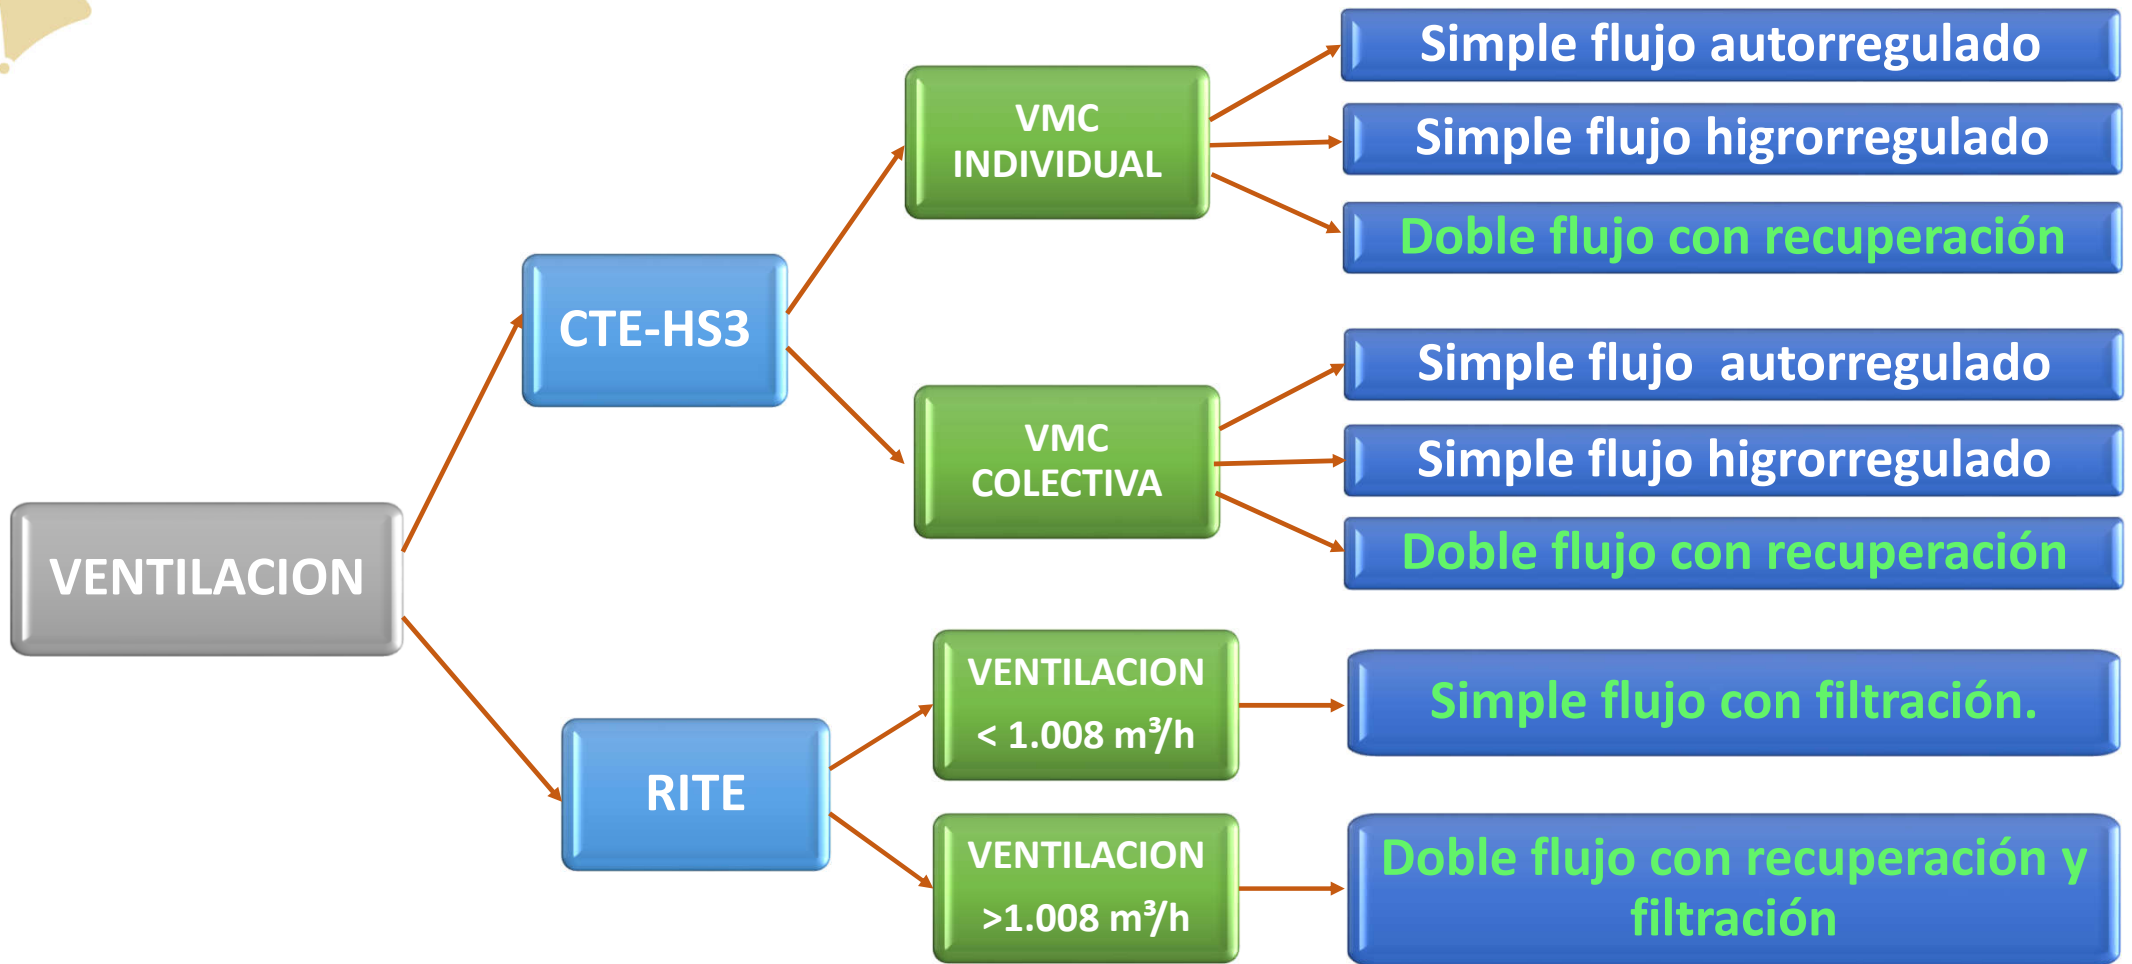 VENTILACION
CTE-HS3
RITE
VMC
INDIVIDUAL
VMC
COLECTIVA
VENTILACION
< 1.008 m³/h
VENTILACION
>1.008 m³/h
Simple flujo autorregulado
Simple flujo higrorregulado
Doble flujo con recuperación
Simple flujo  autorregulado
Simple flujo higrorregulado
Doble flujo con recuperación
Simple flujo con filtración.
Doble flujo con recuperación y
filtración